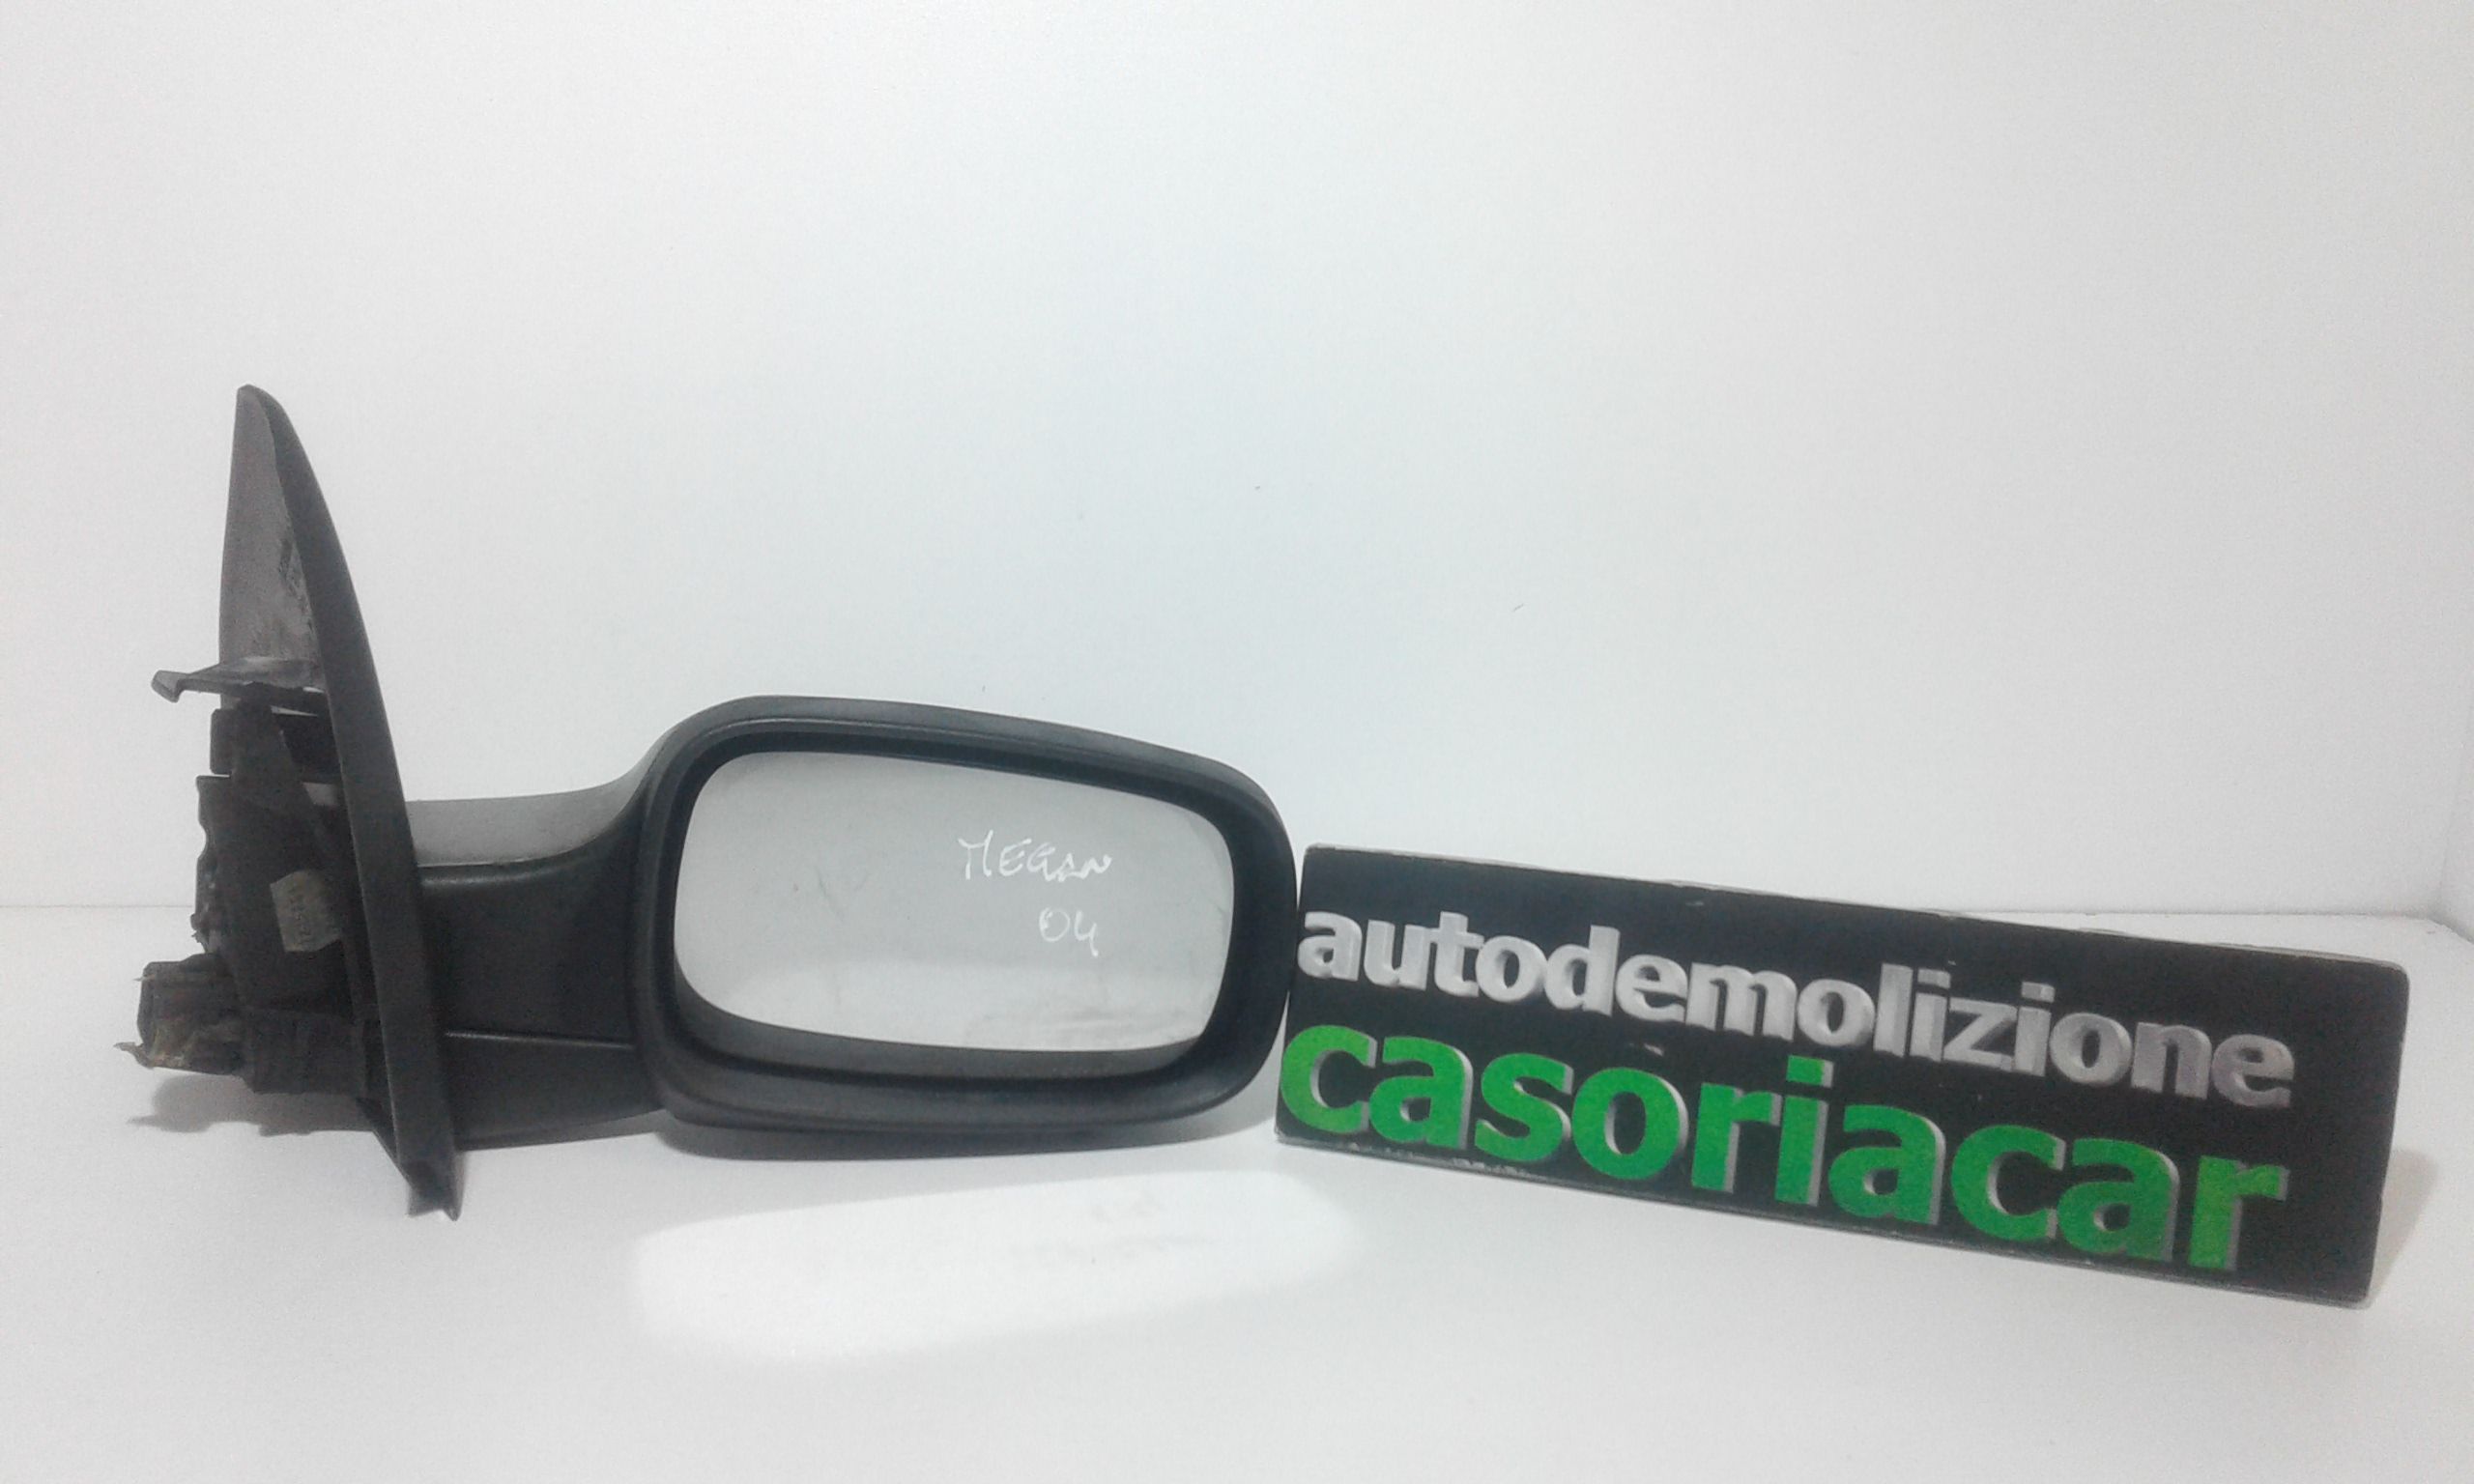 MEGAN
04
autodemolizione
casoriacar